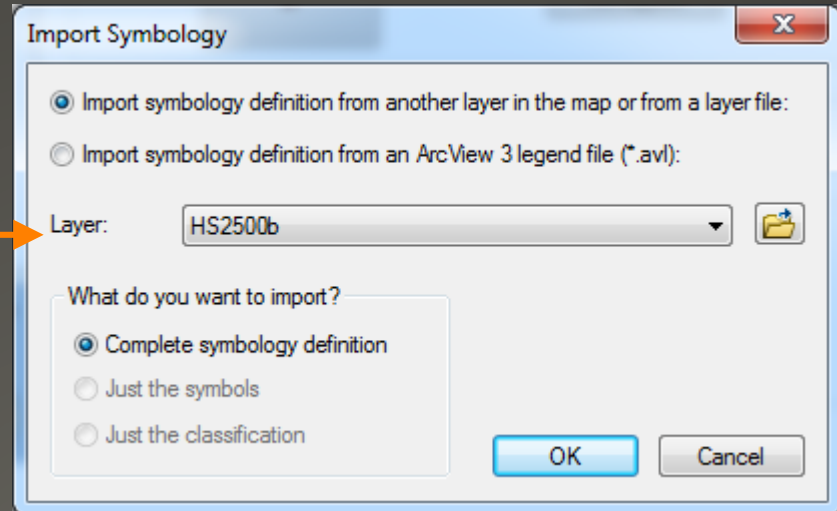 Import Symbology
Import symbology definition from another layer in the map or from a layer file:
Import symbology definition from an ArcView 3 legend file (*.avl):
Layer: HS2500b
What do you want to import?
Complete symbology definition
Just the symbols
Just the classification
OK Cancel